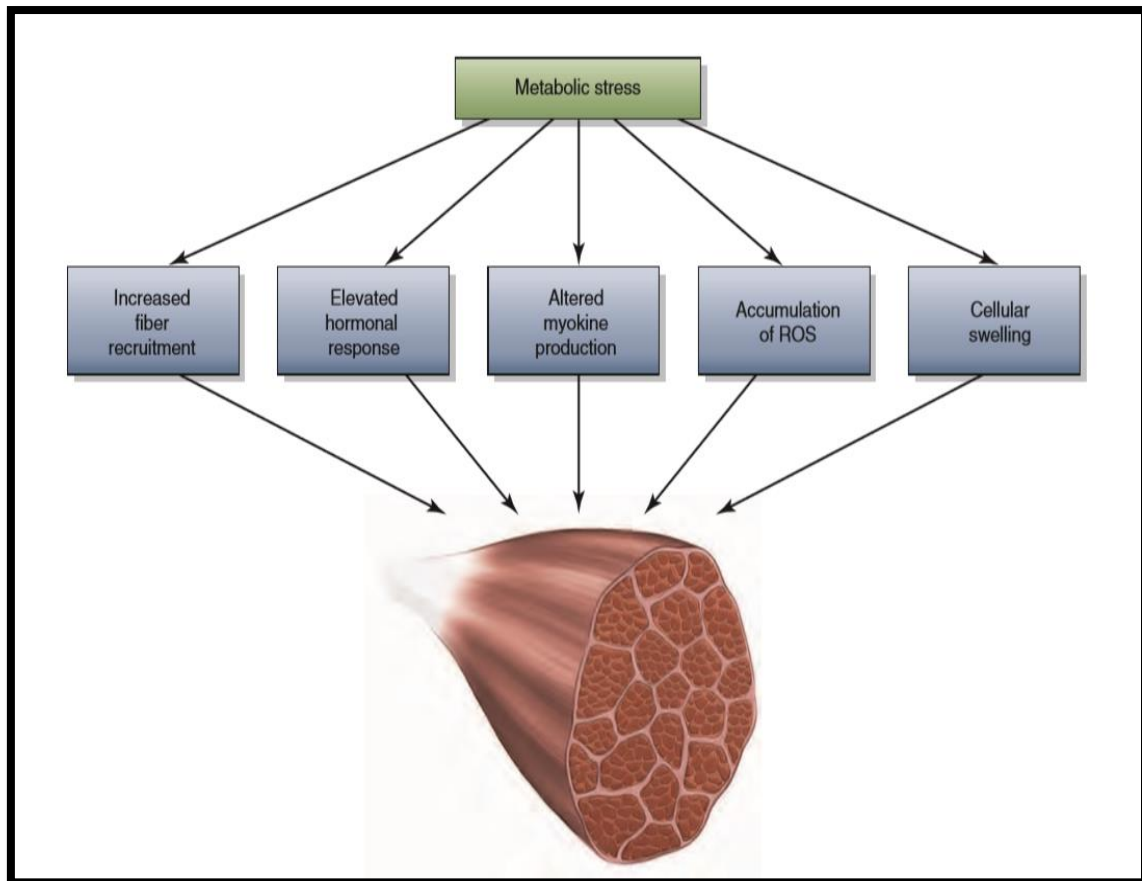 Metabolic stress
Increased
fiber
recruitment
Elevated
hormonal
response
Altered
myokine
production
Accumulation
of ROS
Cellular
swelling